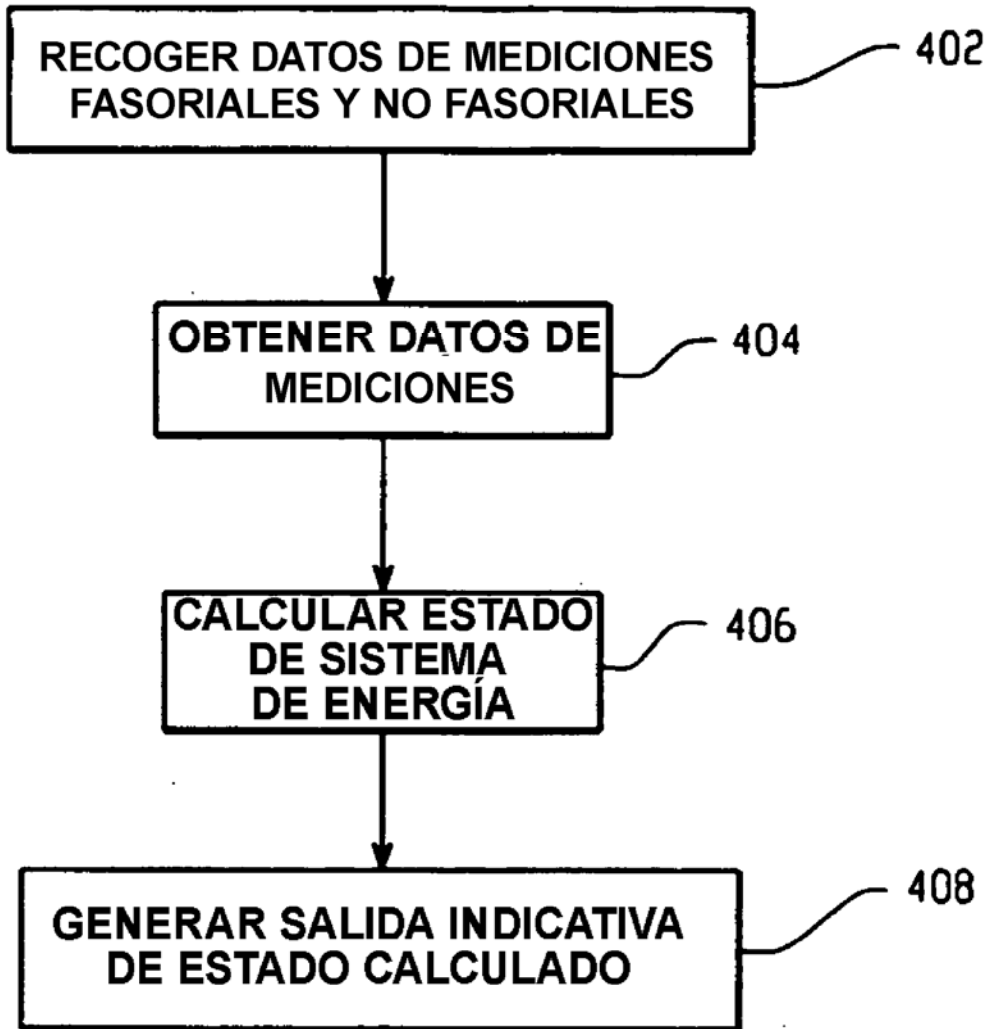 RECOGER DATOS DE MEDICIONES
FASORIALES Y NO FASORIALES
402
OBTENER DATOS DE
MEDICIONES
404
CALCULAR ESTADO
DE SISTEMA
DE ENERGÍA
406
GENERAR SALIDA INDICATIVA
DE ESTADO CALCULADO
408